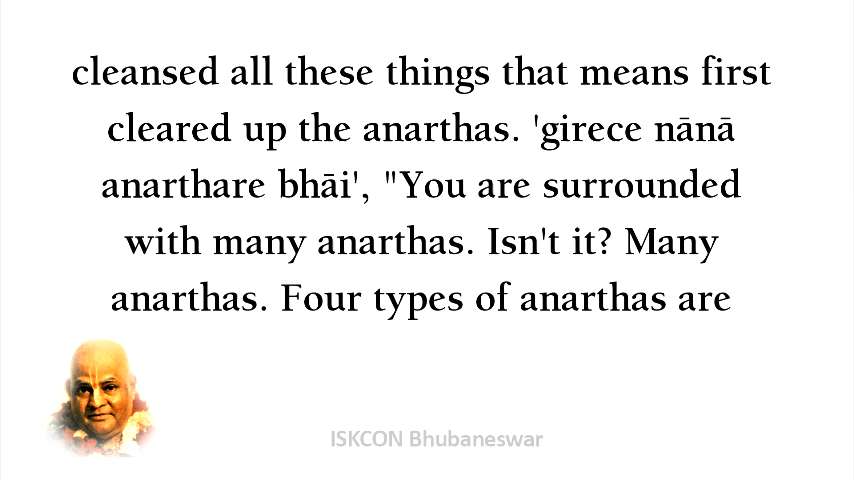 cleansed all these things that means first
cleared up the anarthas. 'girece nānā
anarthare bhāi', "You are surrounded
with many anarthas. Isn't it? Many
anarthas. Four types of anarthas are
ISKCON Bhubaneswar